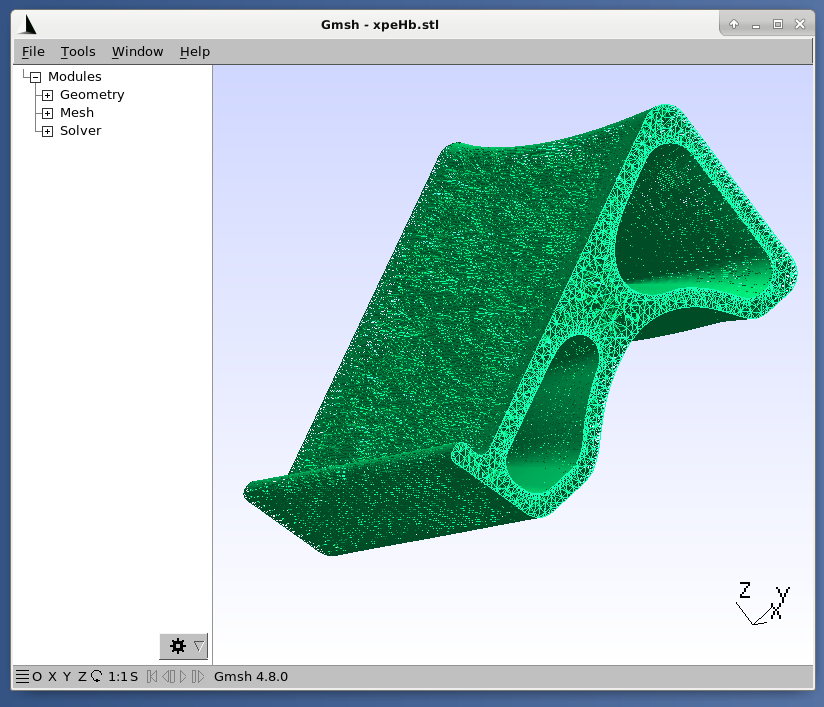 Gmsh - xpeHb.stl
File Tools Window Help
Modules
Geometry
Mesh
Solver
Z Y
X
O X Y Z 1:1 S Gmsh 4.8.0